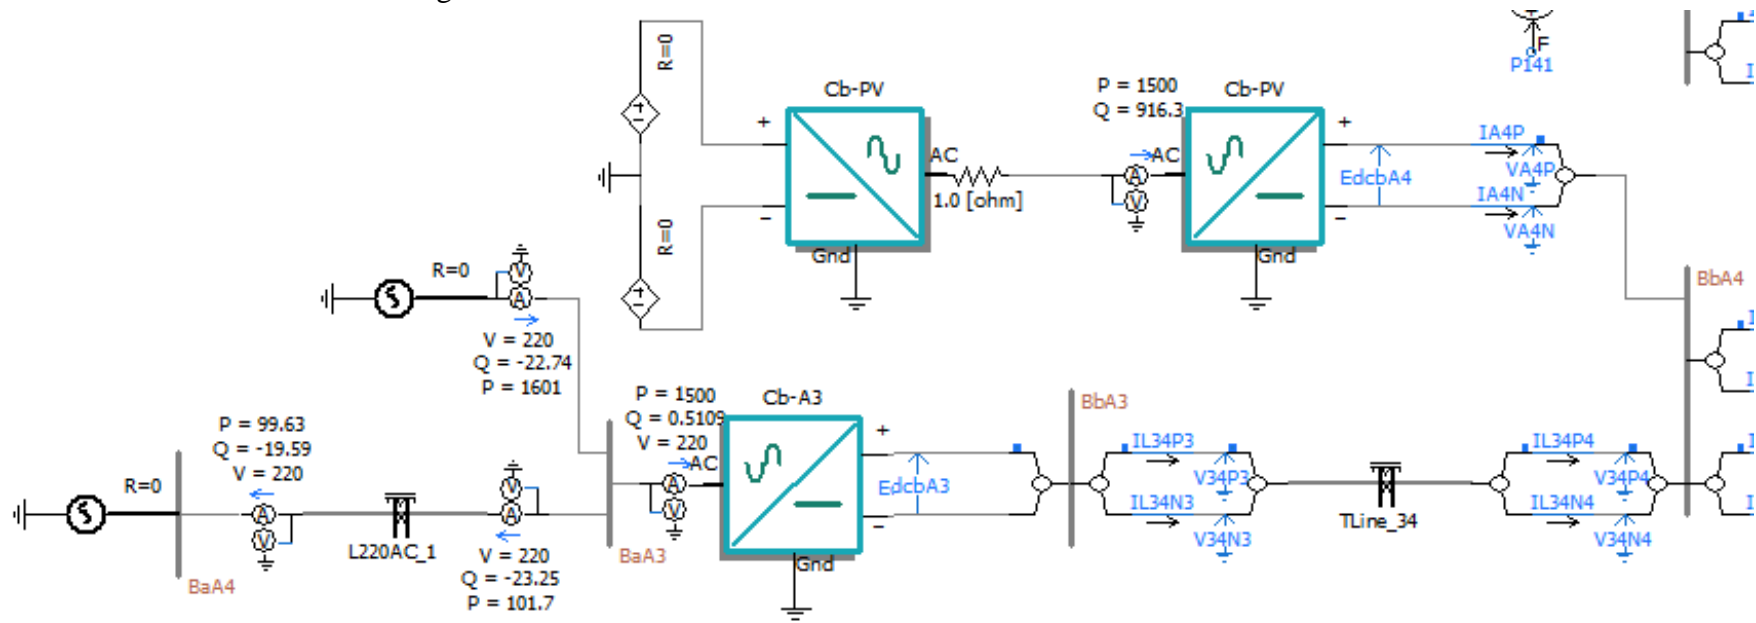 R=0
Cb-PV
+
−
AC
1.0 [ohm]
Gnd
R=0
P = 1500
Q = 916.3
Cb-PV
AC
A
V
+
−
Gnd
EdcbA4
IA4P
VA4P
IA4N
VA4N
F
P141
BbA4
R=0
V
A
V = 220
Q = -22.74
P = 1601
P = 99.63
Q = -19.59
V = 220
R=0
A
V
BaA4
L220AC_1
V
A
V = 220
Q = -23.25
P = 101.7
BaA3
P = 1500
Q = 0.5109
V = 220
AC
A
V
Cb-A3
+
−
Gnd
EdcbA3
BbA3
IL34P3
V34P3
IL34N3
V34N3
TLine_34
IL34P4
V34P4
IL34N4
V34N4